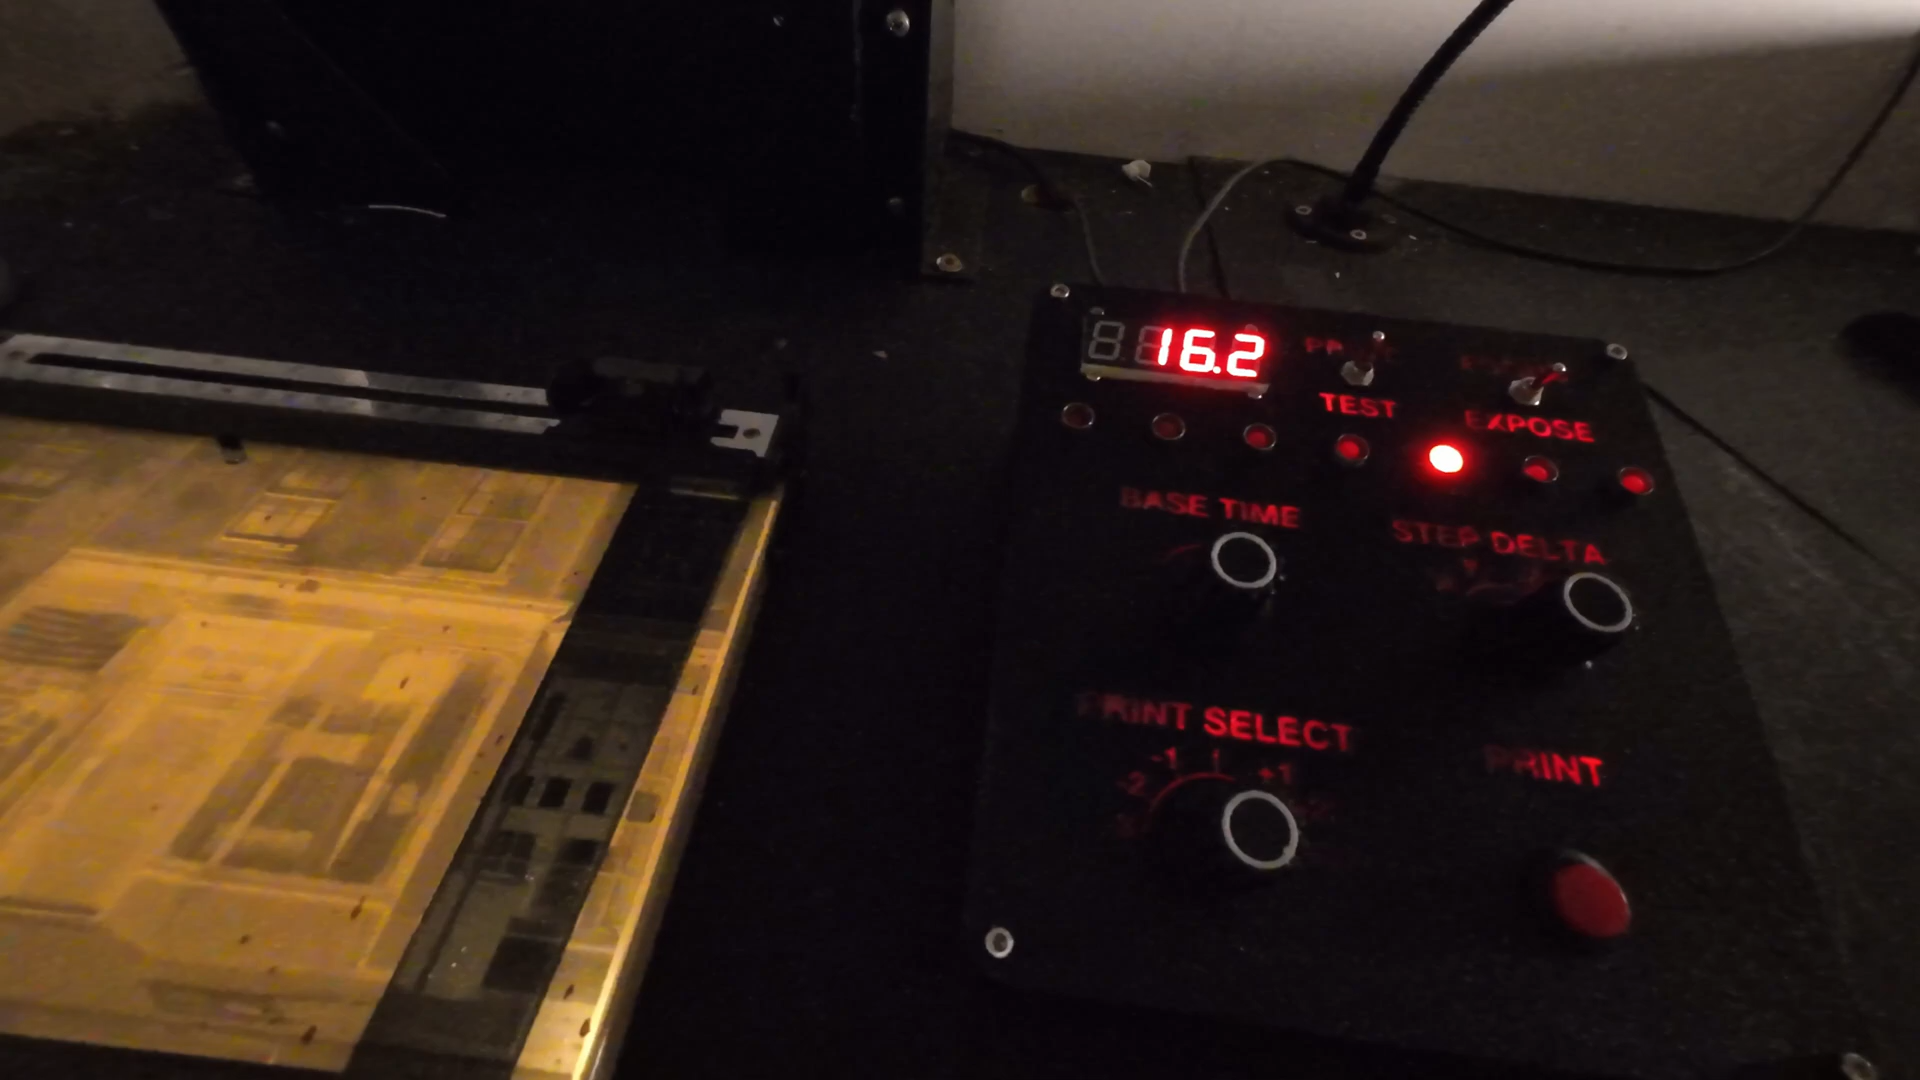 16.2
TEST
EXPOSE
BASE TIME
STEP DELTA
PRINT SELECT
-2 -1 +1
PRINT